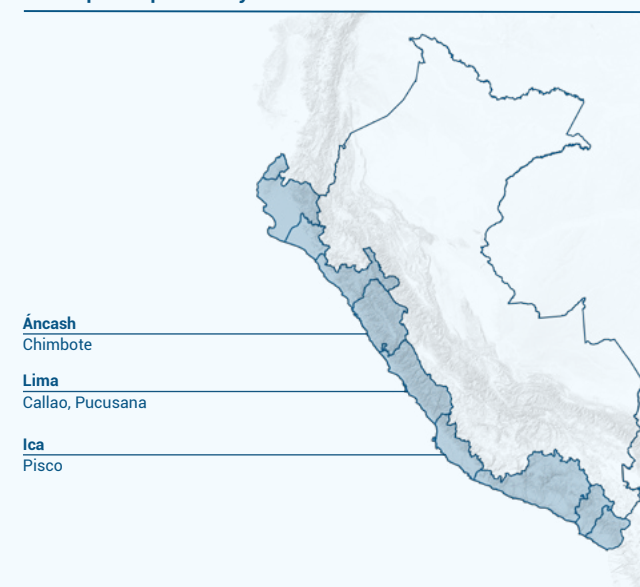 Áncash
Chimbote
Lima
Callao, Pucusana
Ica
Pisco